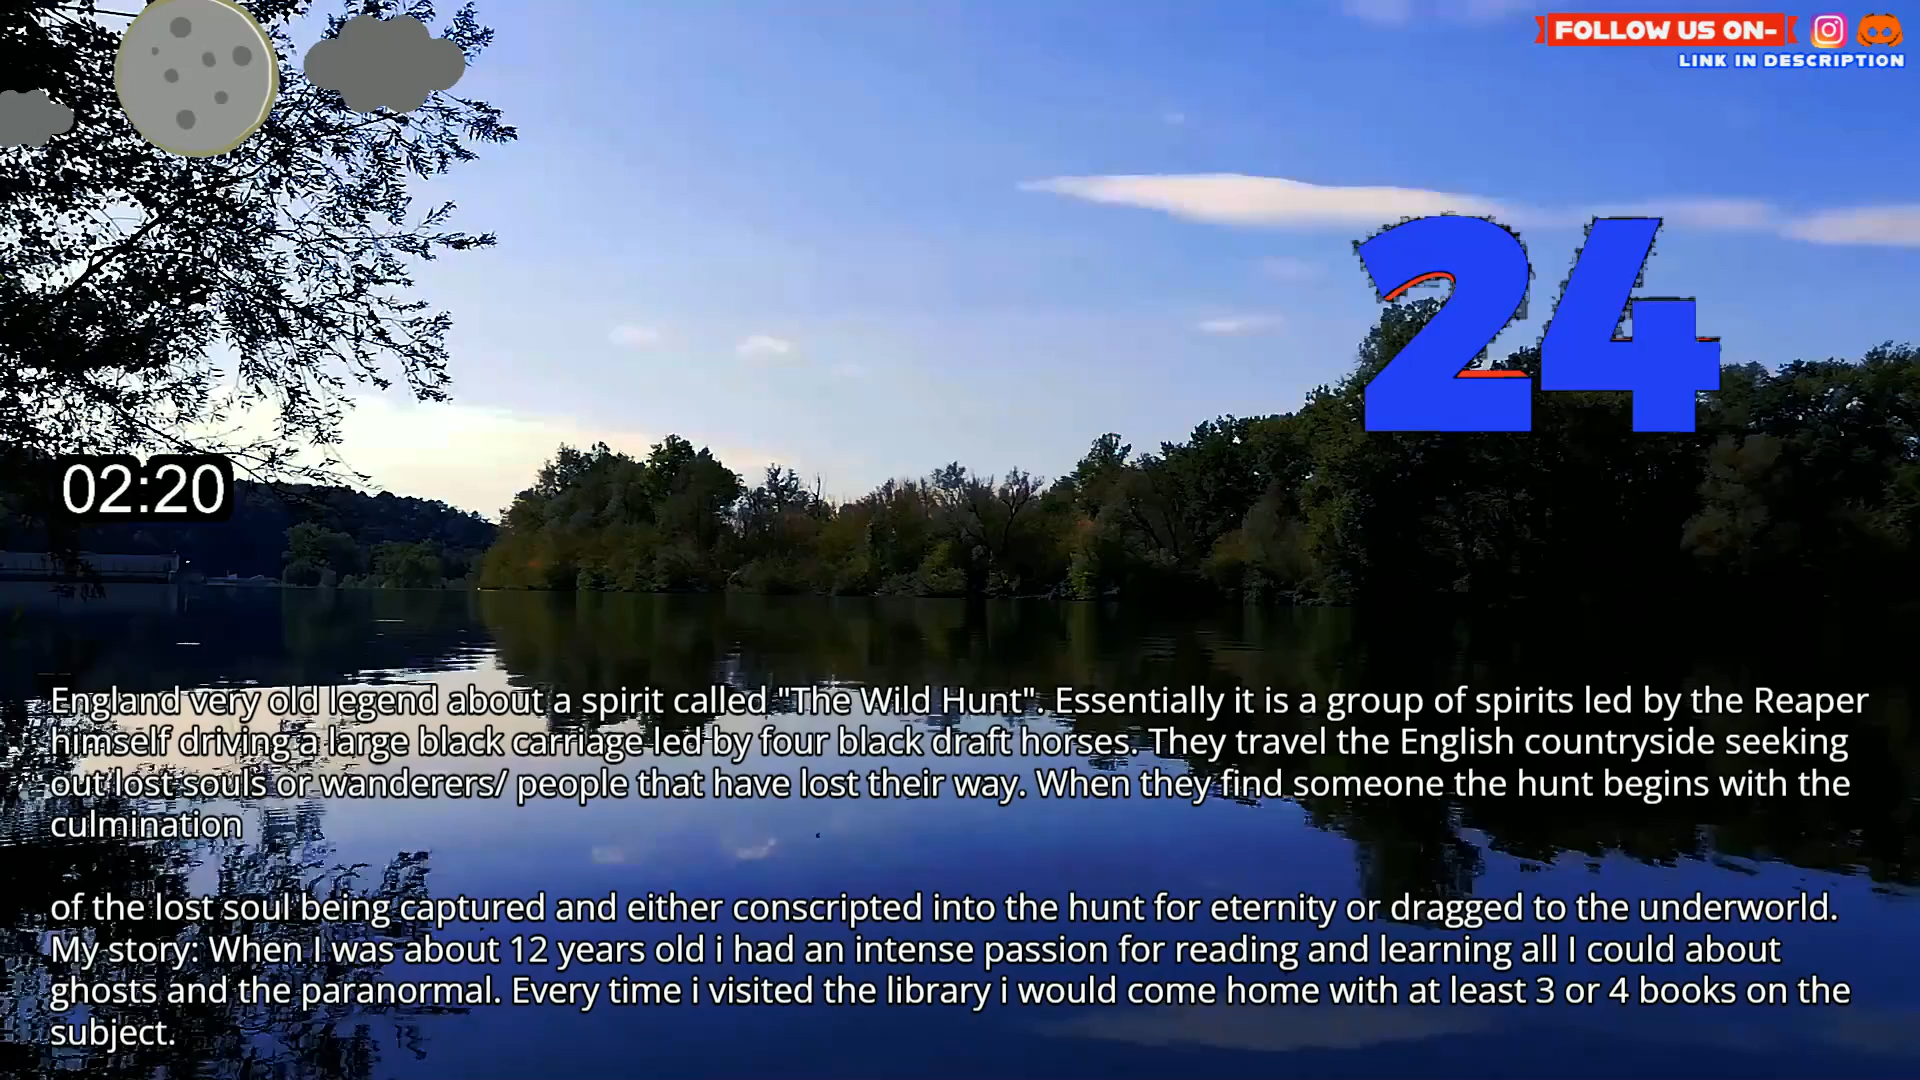 FOLLOW US ON-
LINK IN DESCRIPTION
24
02:20
England very old legend about a spirit called "The Wild Hunt". Essentially it is a group of spirits led by the Reaper
himself driving a large black carriage led by four black draft horses. They travel the English countryside seeking
out lost souls or wanderers/ people that have lost their way. When they find someone the hunt begins with the
culmination
of the lost soul being captured and either conscripted into the hunt for eternity or dragged to the underworld.
My story: When I was about 12 years old i had an intense passion for reading and learning all I could about
ghosts and the paranormal. Every time i visited the library i would come home with at least 3 or 4 books on the
subject.